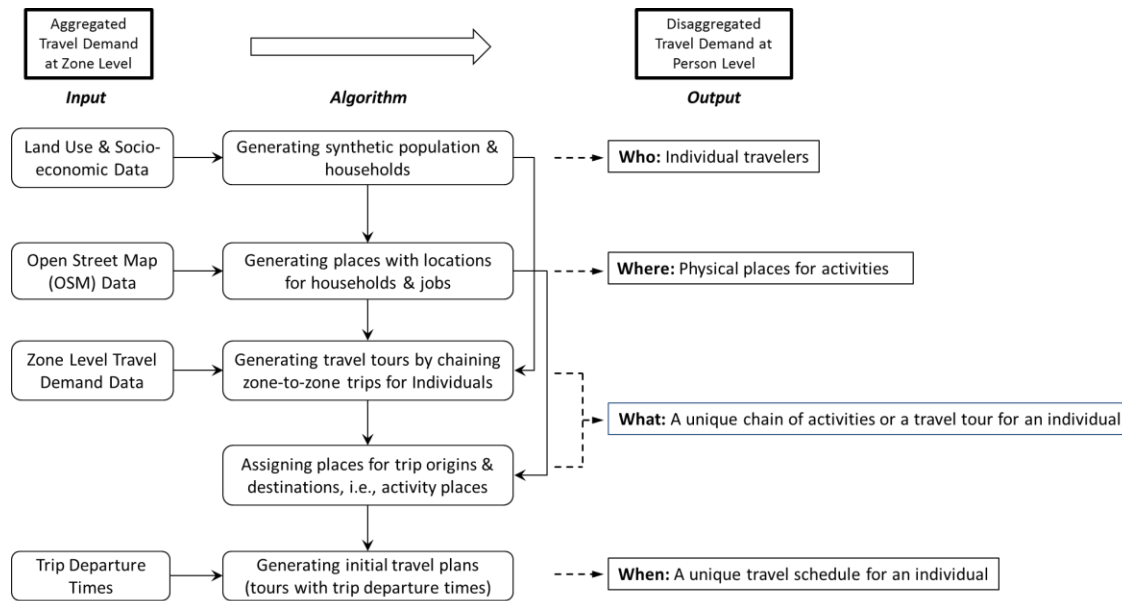 Aggregated
Travel Demand
at Zone Level
Disaggregated
Travel Demand at
Person Level
Input
Algorithm
Output
Land Use & Socio-
economic Data
Generating synthetic population &
households
Who: Individual travelers
Open Street Map
(OSM) Data
Generating places with locations
for households & jobs
Where: Physical places for activities
Zone Level Travel
Demand Data
Generating travel tours by chaining
zone-to-zone trips for Individuals
What: A unique chain of activities or a travel tour for an individual
Assigning places for trip origins &
destinations, i.e., activity places
Trip Departure
Times
Generating initial travel plans
(tours with trip departure times)
When: A unique travel schedule for an individual